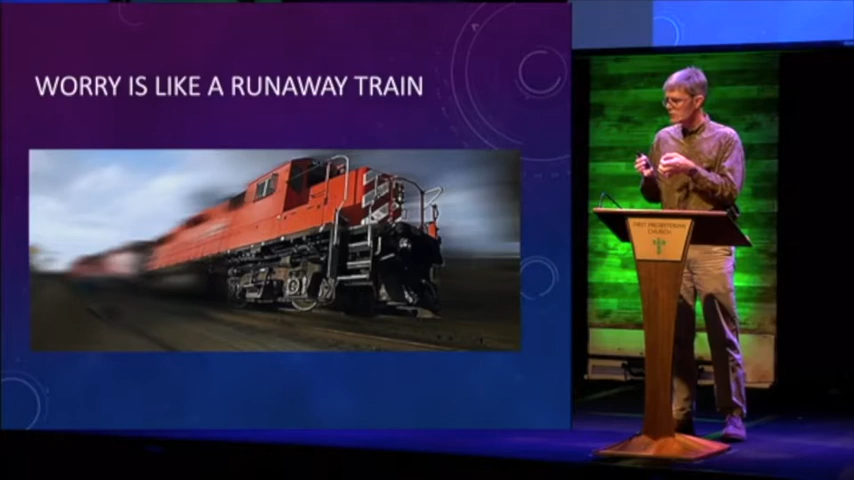 WORRY IS LIKE A RUNAWAY TRAIN
FIRST PRESBYTERIAN
CHURCH